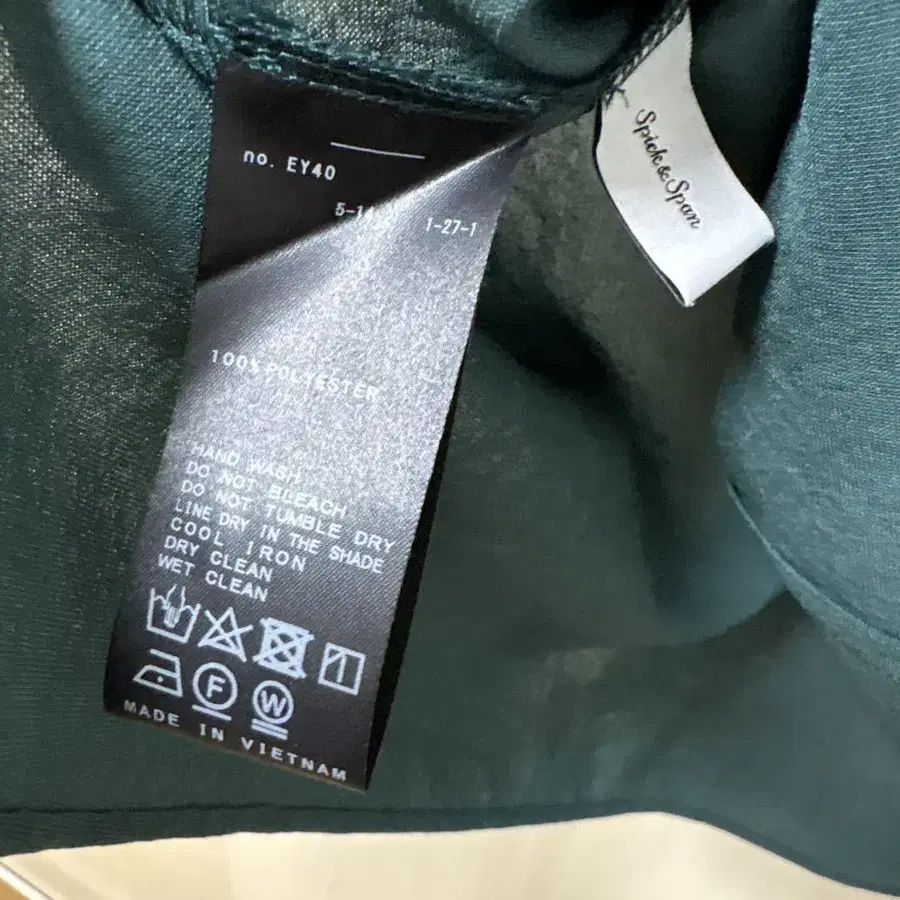 no. EY40
1-27-1
100% POLYESTER
HAND WASH
DO NOT BLEACH
DO NOT TUMBLE DRY
LINE DRY IN THE SHADE
COOL IRON
DRY CLEAN
WET CLEAN
F
W
MADE IN VIETNAM
Spick & Span